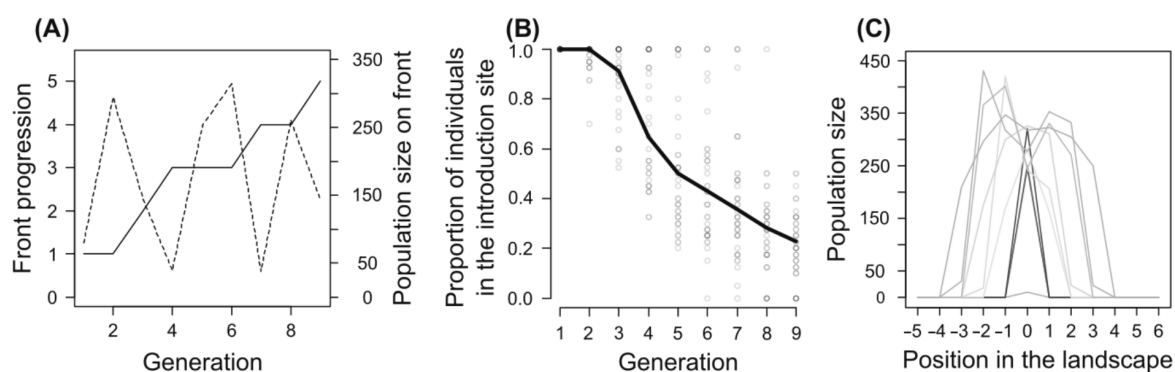 (A)
Front progression
5
4
3
2
1
0
350
250
150
50
0
Population size on front
2 4 6 8
Generation
(B)
Proportion of individuals
in the introduction site
1.0
0.8
0.6
0.4
0.2
0.0
1 2 3 4 5 6 7 8 9
Generation
(C)
Population size
450
350
250
150
50
0
−5 −4 −3 −2 −1 0 1 2 3 4 5 6
Position in the landscape